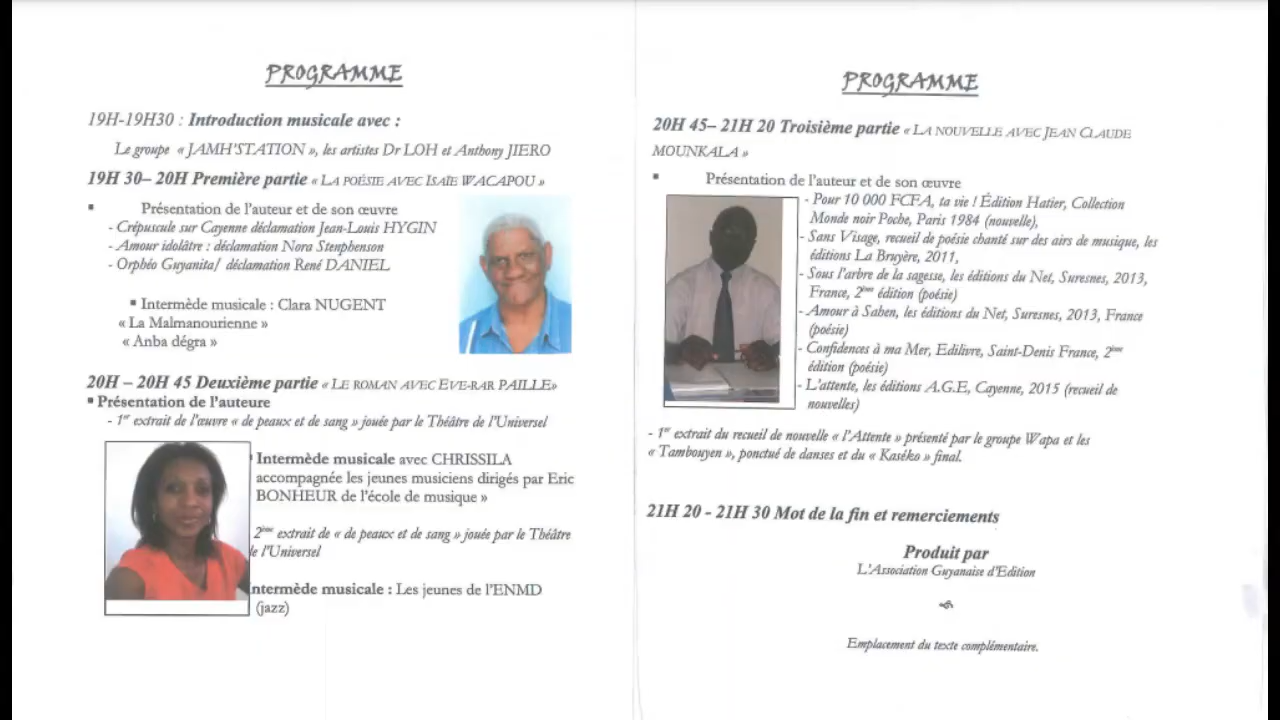 PROGRAMME
19H-19H30 : Introduction musicale avec :
Le groupe « JAMH'STATION », les artistes Dr LOH et Anthony JIERO
19H 30– 20H Première partie « LA POÉSIE AVEC ISAÏE WACAPOU »
▪ Présentation de l'auteur et de son œuvre
- Crépuscule sur Cayenne déclamation Jean-Louis HYGIN
- Amour idolâtre : déclamation Nora Stenphenson
- Orphéo Guyanita/ déclamation René DANIEL
▪ Intermède musicale : Clara NUGENT
« La Malmanourienne »
« Anba dégra »
20H – 20H 45 Deuxième partie « LE ROMAN AVEC EVE-RAR PAILLE»
▪ Présentation de l'auteure
- 1er extrait de l'œuvre « de peaux et de sang » jouée par le Théâtre de l'Universel
Intermède musicale avec CHRISSILA
accompagnée les jeunes musiciens dirigés par Eric
BONHEUR de l'école de musique »
2ème extrait de « de peaux et de sang » jouée par le Théâtre
de l'Universel
Intermède musicale : Les jeunes de l'ENMD
(jazz)
PROGRAMME
20H 45– 21H 20 Troisième partie « LA NOUVELLE AVEC JEAN CLAUDE
MOUNKALA »
▪ Présentation de l'auteur et de son œuvre
- Pour 10 000 FCFA, ta vie ! Édition Hatier, Collection
Monde noir Poche, Paris 1984 (nouvelle),
- Sans Visage, recueil de poésie chanté sur des airs de musique, les
éditions La Bruyère, 2011,
- Sous l'arbre de la sagesse, les éditions du Net, Suresnes, 2013,
France, 2ème édition (poésie)
- Amour à Saben, les éditions du Net, Suresnes, 2013, France
(poésie)
- Confidences à ma Mer, Edilivre, Saint-Denis France, 2ème
édition (poésie)
- L'attente, les éditions A.G.E, Cayenne, 2015 (recueil de
nouvelles)
- 1er extrait du recueil de nouvelle « l'Attente » présenté par le groupe Wapa et les
« Tambouyen », ponctué de danses et du « Kaséko » final.
21H 20 - 21H 30 Mot de la fin et remerciements
Produit par
L'Association Guyanaise d'Edition
Emplacement du texte complémentaire.